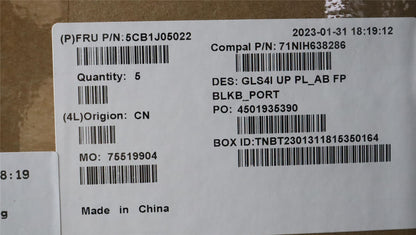 2023-01-31 18:19:12
(P)FRU P/N:5CB1J05022
Compal P/N: 71NIH638286
Quantity: 5
DES: GLS4I UP PL_AB FP
BLKB_PORT
PO: 4501935390
(4L)Origion: CN
BOX ID:TNBT2301311815350164
MO: 75519904
Made in China
8:19
g